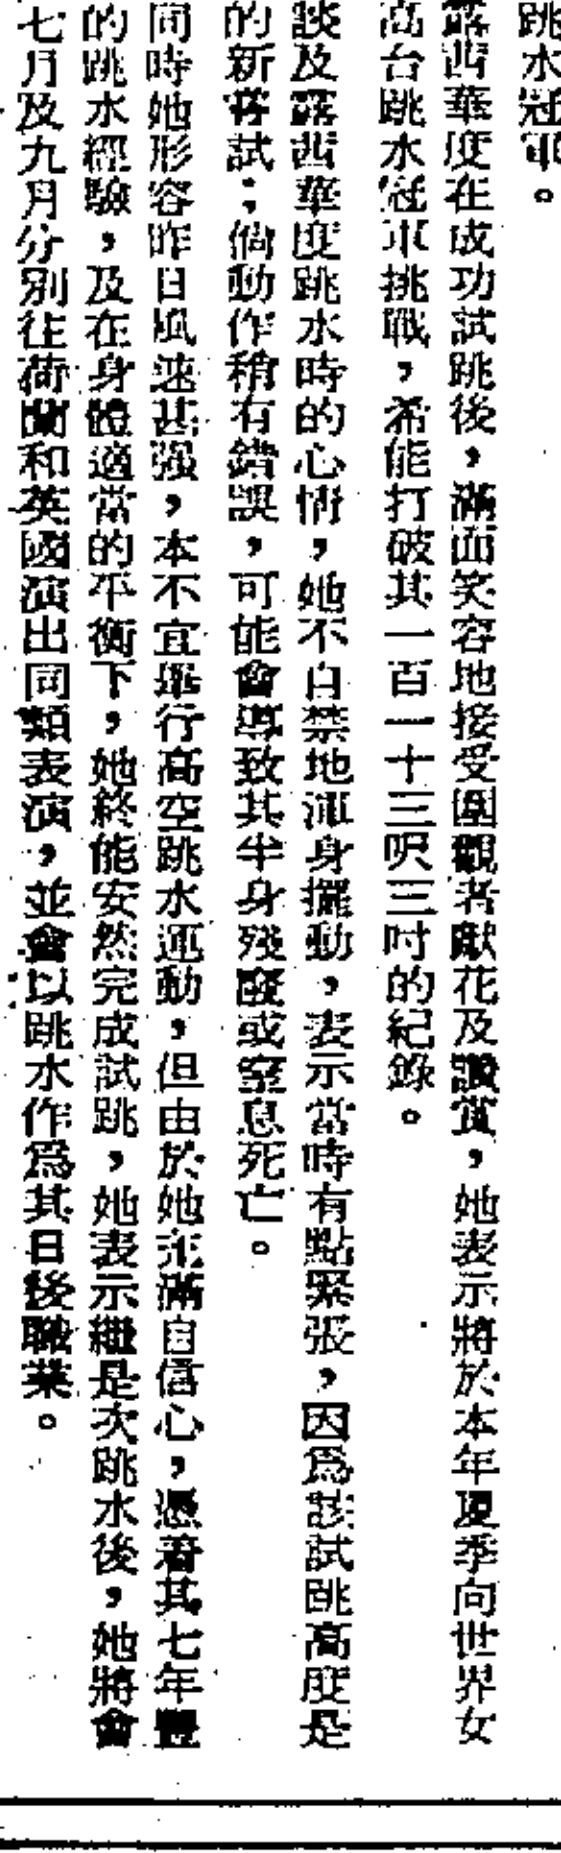 跳水冠軍。
露茜華度在成功試跳後，滿面笑容地接受圍觀者獻花及讚賞，她表示將於本年夏季向世界女
高台跳水冠軍挑戰，希能打破其一百一十三呎三吋的紀錄。
談及露茜華度跳水時的心情，她不自禁地渾身擺動，表示當時有點緊張，因爲該試跳高度是
的新嘗試；倘動作稍有錯誤，可能會導致其半身殘廢或窒息死亡。
同時她形容昨日風速甚强，本不宜舉行高空跳水運動，但由於她充滿自信心，憑着其七年豐
的跳水經驗，及在身體適當的平衡下，她終能安然完成試跳，她表示繼是次跳水後，她將會
七月及九月分別往荷蘭和英國演出同類表演，並會以跳水作爲其日後職業。